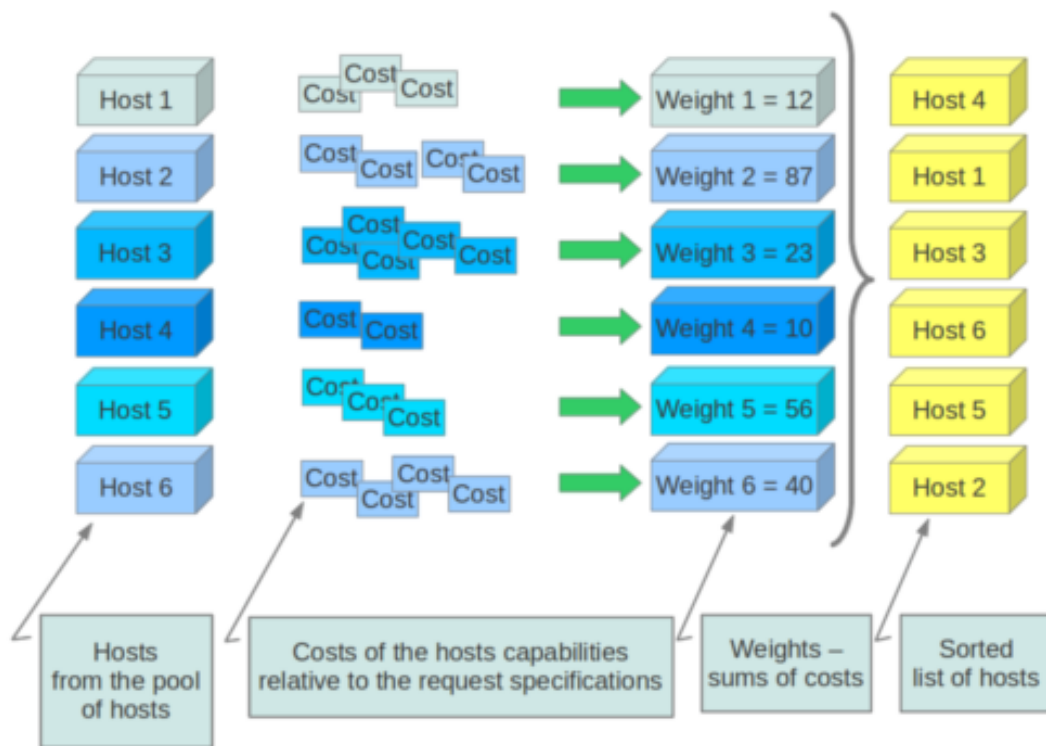 Host 1
Cost
Cost
Cost
Weight 1 = 12
Host 4
Host 2
Cost
Cost
Cost
Cost
Weight 2 = 87
Host 1
Host 3
Cost
Cost
Cost
Cost
Cost
Weight 3 = 23
Host 3
Host 4
Cost
Cost
Weight 4 = 10
Host 6
Host 5
Cost
Cost
Cost
Weight 5 = 56
Host 5
Host 6
Cost
Cost
Cost
Cost
Weight 6 = 40
Host 2
Hosts
from the pool
of hosts
Costs of the hosts capabilities
relative to the request specifications
Weights –
sums of costs
Sorted
list of hosts